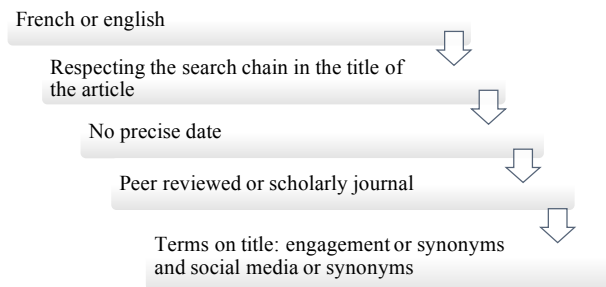 French or english
Respecting the search chain in the title of
the article
No precise date
Peer reviewed or scholarly journal
Terms on title: engagement or synonyms
and social media or synonyms